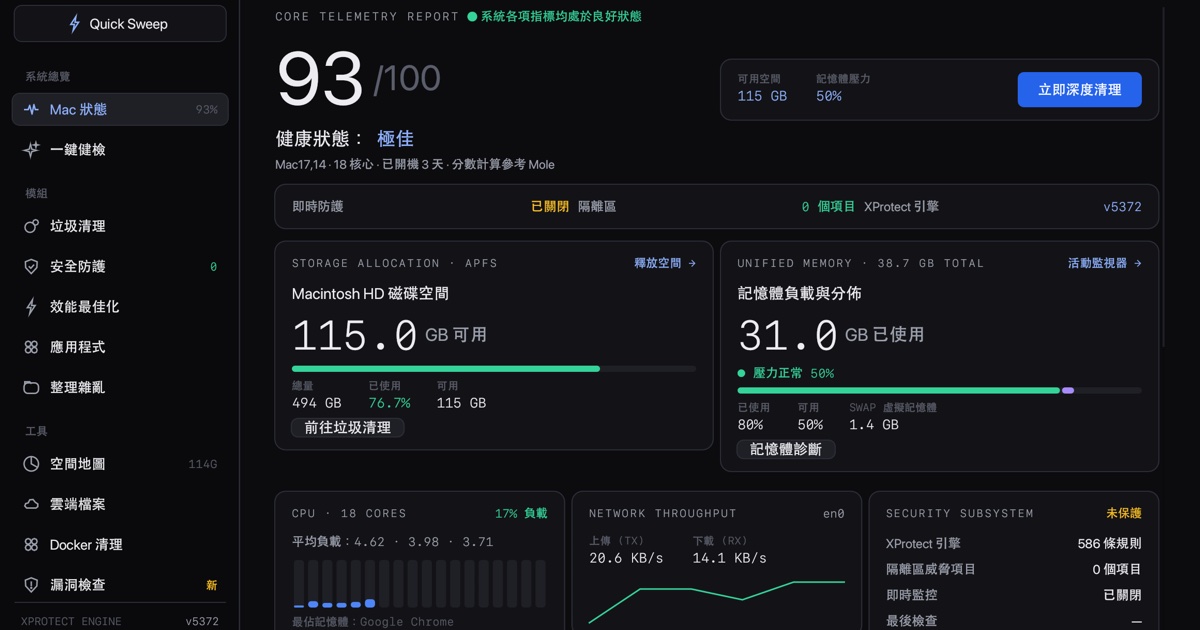 Quick Sweep
系統總覽
Mac 狀態 93%
一鍵健檢
模組
垃圾清理
安全防護 0
效能最佳化
應用程式
整理雜亂
工具
空間地圖 114G
雲端檔案
Docker 清理
漏洞檢查 新
XPROTECT ENGINE v5372
CORE TELEMETRY REPORT 系統各項指標均處於良好狀態
93 /100
健康狀態： 極佳
Mac17,14 · 18 核心 · 已開機 3 天 · 分數計算參考 Mole
可用空間 記憶體壓力
115 GB 50%
立即深度清理
即時防護 已關閉 隔離區 0 個項目 XProtect 引擎 v5372
STORAGE ALLOCATION · APFS 釋放空間 →
Macintosh HD 磁碟空間
115.0 GB 可用
總量 已使用 可用
494 GB 76.7% 115 GB
前往垃圾清理
UNIFIED MEMORY · 38.7 GB TOTAL 活動監視器 →
記憶體負載與分佈
31.0 GB 已使用
壓力正常 50%
已使用 可用 SWAP 虛擬記憶體
80% 50% 1.4 GB
記憶體診斷
CPU · 18 CORES 17% 負載
平均負載：4.62 · 3.98 · 3.71
最佔記憶體：Google Chrome
NETWORK THROUGHPUT en0
上傳 (TX) 下載 (RX)
20.6 KB/s 14.1 KB/s
SECURITY SUBSYSTEM 未保護
XProtect 引擎 586 條規則
隔離區威脅項目 0 個項目
即時監控 已關閉
最後檢查 —